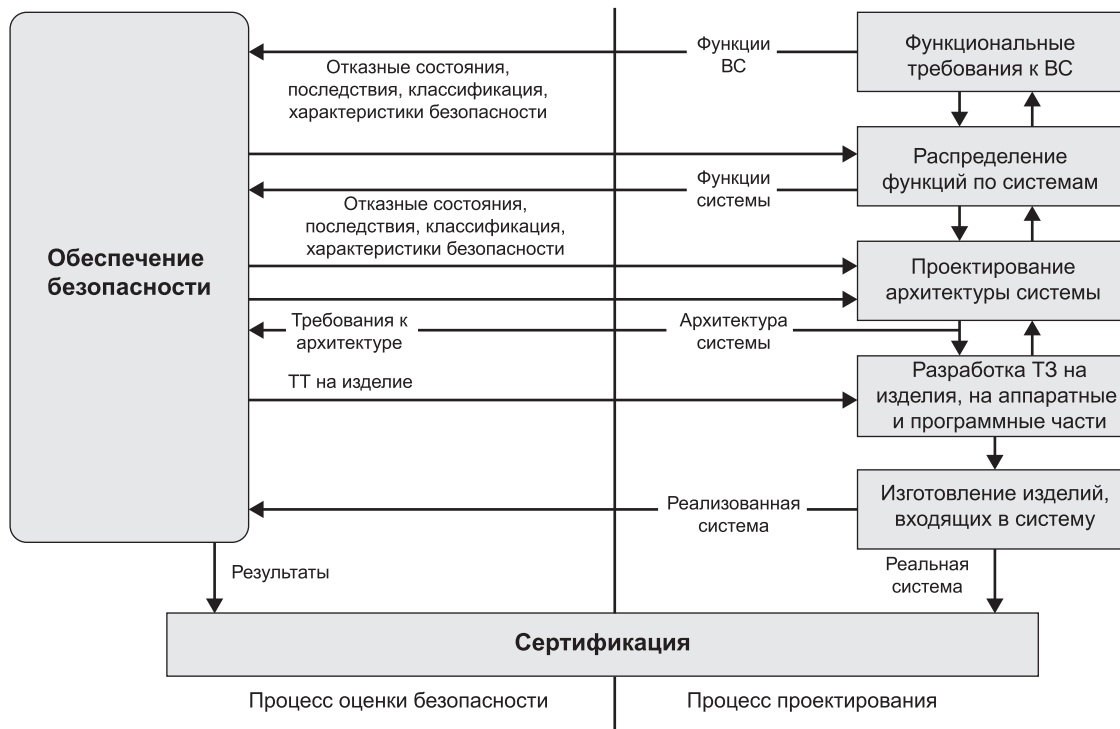 Функции
ВС
Функциональные
требования к ВС
Отказные состояния,
последствия, классификация,
характеристики безопасности
Распределение
функций по системам
Функции
системы
Отказные состояния,
последствия, классификация,
характеристики безопасности
Обеспечение
безопасности
Проектирование
архитектуры системы
Требования к
архитектуре
Архитектура
системы
ТТ на изделие
Разработка ТЗ на
изделия, на аппаратные
и программные части
Реализованная
система
Изготовление изделий,
входящих в систему
Результаты
Реальная
система
Сертификация
Процесс оценки безопасности
Процесс проектирования